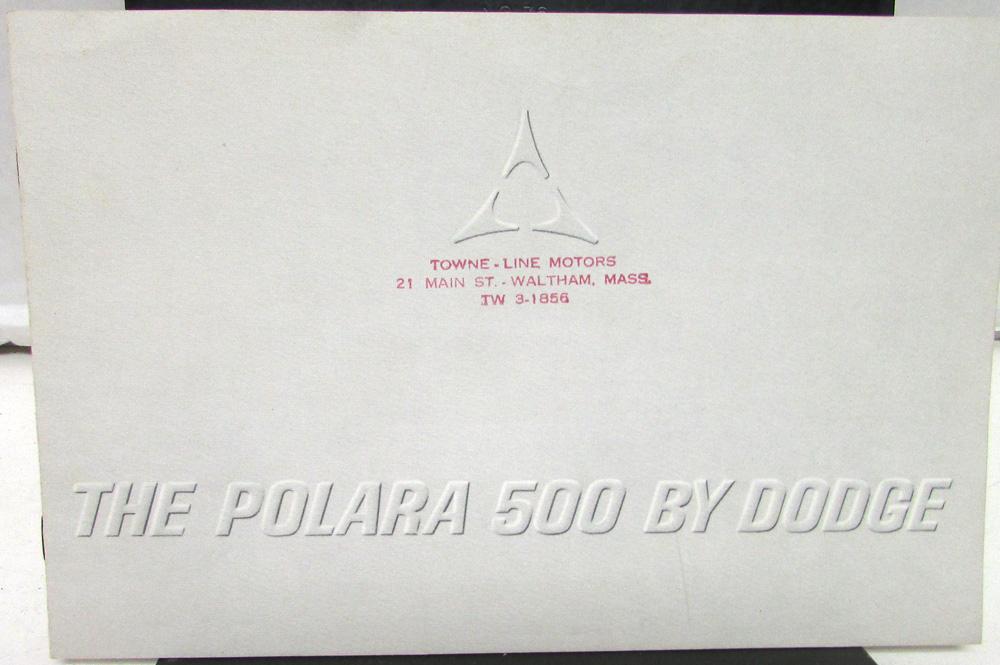 TOWNE-LINE MOTORS
21 MAIN ST.-WALTHAM, MASS.
TW 3-1856
THE POLARA 500 BY DODGE